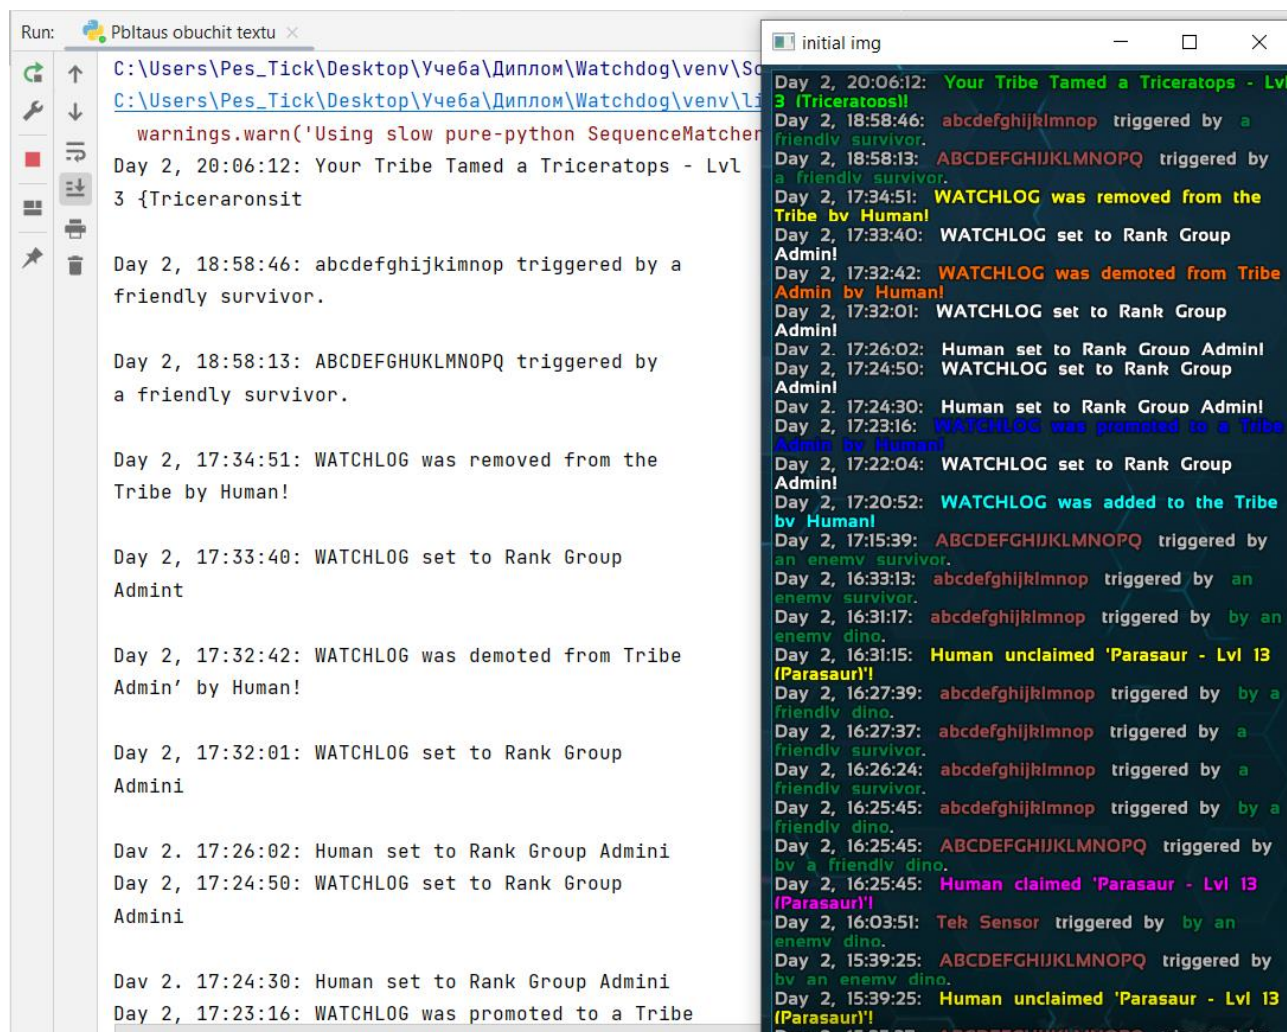 Run: Pbltaus obuchit textu
C:\Users\Pes_Tick\Desktop\Учеба\Диплом\Watchdog\venv\Sc
C:\Users\Pes_Tick\Desktop\Учеба\Диплом\Watchdog\venv\li
warnings.warn('Using slow pure-python SequenceMatcher
Day 2, 20:06:12: Your Tribe Tamed a Triceratops - Lvl
3 {Triceraronsit
Day 2, 18:58:46: abcdefghijkimnop triggered by a
friendly survivor.
Day 2, 18:58:13: ABCDEFGHUKLMNOPQ triggered by
a friendly survivor.
Day 2, 17:34:51: WATCHLOG was removed from the
Tribe by Human!
Day 2, 17:33:40: WATCHLOG set to Rank Group
Admint
Day 2, 17:32:42: WATCHLOG was demoted from Tribe
Admin’ by Human!
Day 2, 17:32:01: WATCHLOG set to Rank Group
Admini
Dav 2. 17:26:02: Human set to Rank Group Admini
Day 2, 17:24:50: WATCHLOG set to Rank Group
Admini
Dav 2. 17:24:30: Human set to Rank Group Admini
Day 2, 17:23:16: WATCHLOG was promoted to a Tribe
initial img
Day 2, 20:06:12: Your Tribe Tamed a Triceratops - Lvl
3 (Triceratops)!
Day 2, 18:58:46: abcdefghijklmnop triggered by a
friendly survivor.
Day 2, 18:58:13: ABCDEFGHIJKLMNOPQ triggered by
a friendly survivor.
Day 2, 17:34:51: WATCHLOG was removed from the
Tribe by Human!
Day 2, 17:33:40: WATCHLOG set to Rank Group
Admin!
Day 2, 17:32:42: WATCHLOG was demoted from Tribe
Admin by Human!
Day 2, 17:32:01: WATCHLOG set to Rank Group
Admin!
Day 2, 17:26:02: Human set to Rank Group Admin!
Day 2, 17:24:50: WATCHLOG set to Rank Group
Admin!
Day 2, 17:24:30: Human set to Rank Group Admin!
Day 2, 17:23:16: WATCHLOG was promoted to a Tribe
Admin by Human!
Day 2, 17:22:04: WATCHLOG set to Rank Group
Admin!
Day 2, 17:20:52: WATCHLOG was added to the Tribe
by Human!
Day 2, 17:15:39: ABCDEFGHIJKLMNOPQ triggered by
an enemy survivor.
Day 2, 16:33:13: abcdefghijklmnop triggered by an
enemy survivor.
Day 2, 16:31:17: abcdefghijklmnop triggered by by an
enemy dino.
Day 2, 16:31:15: Human unclaimed 'Parasaur - Lvl 13
(Parasaur)'!
Day 2, 16:27:39: abcdefghijklmnop triggered by by a
friendly dino.
Day 2, 16:27:37: abcdefghijklmnop triggered by a
friendly survivor.
Day 2, 16:26:24: abcdefghijklmnop triggered by a
friendly survivor.
Day 2, 16:25:45: abcdefghijklmnop triggered by by a
friendly dino.
Day 2, 16:25:45: ABCDEFGHIJKLMNOPQ triggered by
by a friendly dino.
Day 2, 16:25:45: Human claimed 'Parasaur - Lvl 13
(Parasaur)'!
Day 2, 16:03:51: Tek Sensor triggered by by an
enemy dino.
Day 2, 15:39:25: ABCDEFGHIJKLMNOPQ triggered by
by an enemy dino.
Day 2, 15:39:25: Human unclaimed 'Parasaur - Lvl 13
(Parasaur)'!